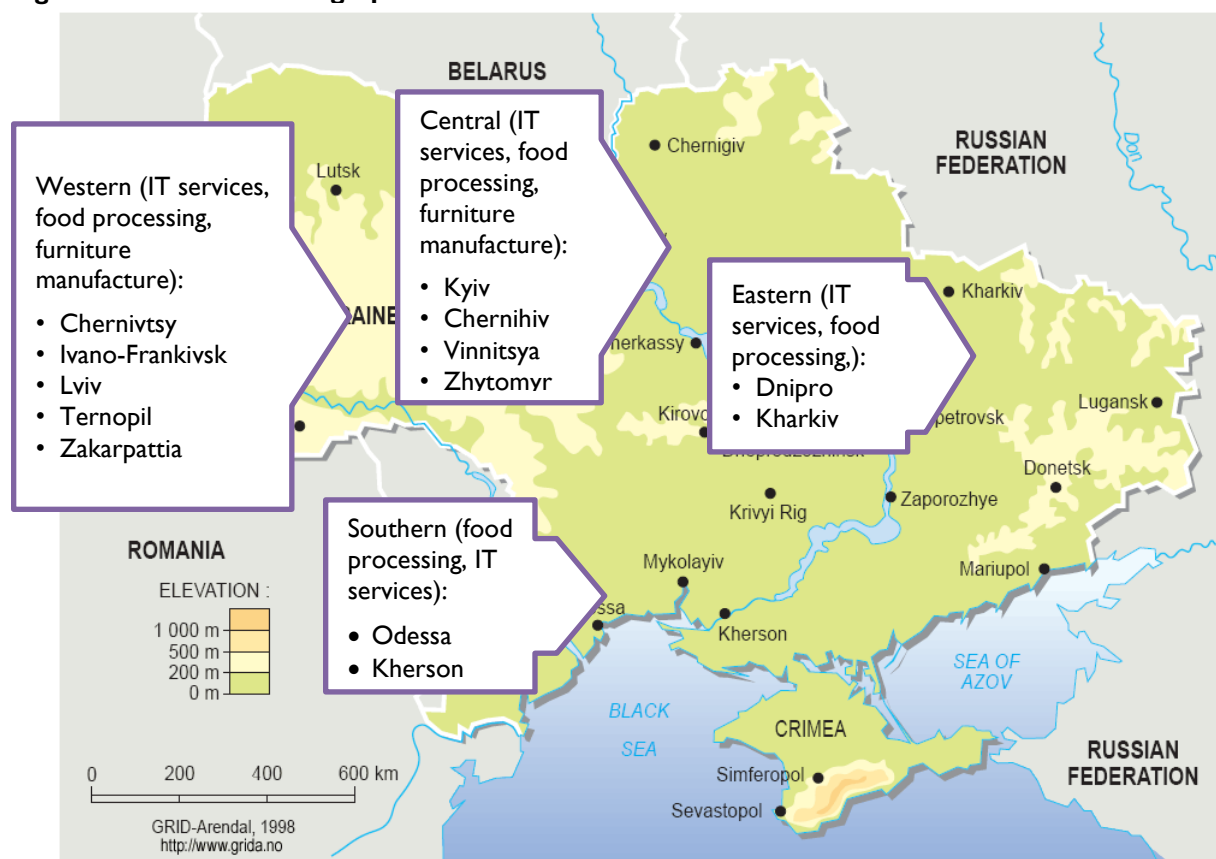 BELARUS
RUSSIAN
FEDERATION
Don
Chernigiv
Lutsk
Western (IT services,
food processing,
furniture
manufacture):
• Chernivtsy
• Ivano-Frankivsk
• Lviv
• Ternopil
• Zakarpattia
Central (IT
services, food
processing,
furniture
manufacture):
• Kyiv
• Chernihiv
• Vinnitsya
• Zhytomyr
Eastern (IT
services, food
processing,):
• Dnipro
• Kharkiv
Southern (food
processing, IT
services):
• Odessa
• Kherson
Kharkiv
Lugansk
Donetsk
Zaporozhye
Krivyi Rig
Mykolayiv
Mariupol
Kherson
ROMANIA
ELEVATION :
1 000 m
500 m
200 m
0 m
SEA OF
AZOV
BLACK
SEA
CRIMEA
Simferopol
Sevastopol
RUSSIAN
FEDERATION
0 200 400 600 km
GRID-Arendal, 1998
http://www.grida.no